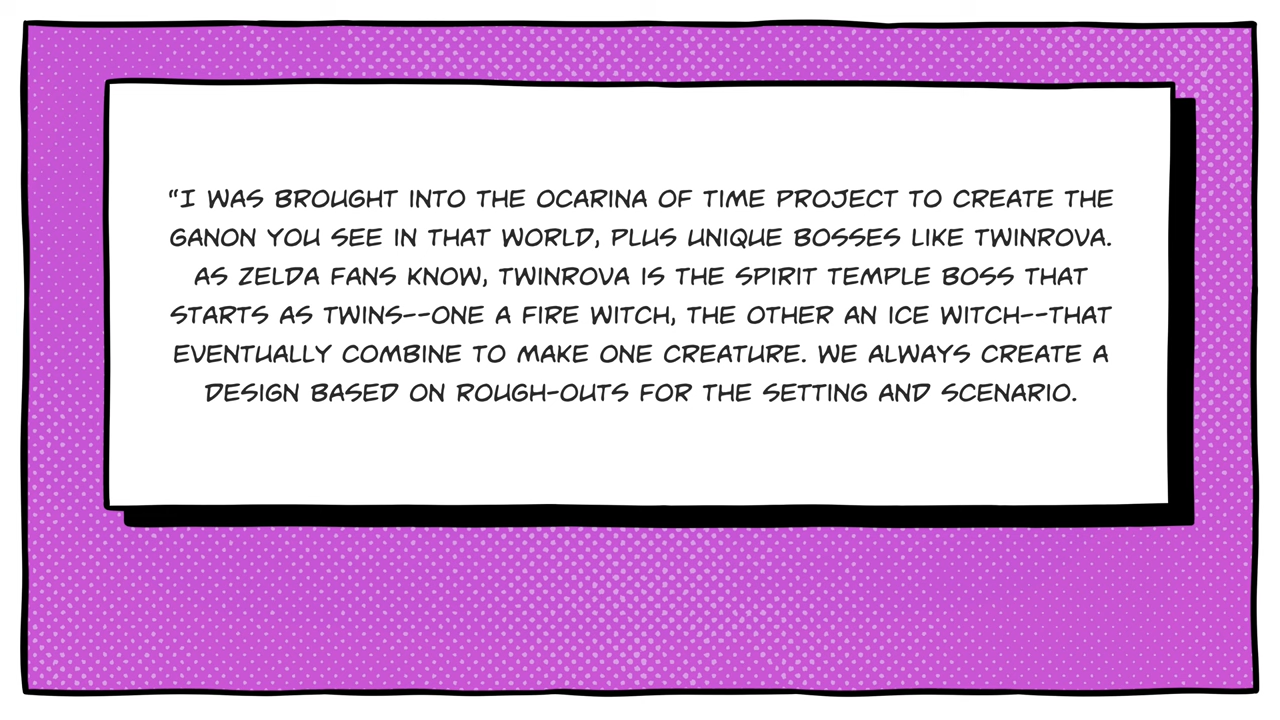 “I WAS BROUGHT INTO THE OCARINA OF TIME PROJECT TO CREATE THE
GANON YOU SEE IN THAT WORLD, PLUS UNIQUE BOSSES LIKE TWINROVA.
AS ZELDA FANS KNOW, TWINROVA IS THE SPIRIT TEMPLE BOSS THAT
STARTS AS TWINS--ONE A FIRE WITCH, THE OTHER AN ICE WITCH--THAT
EVENTUALLY COMBINE TO MAKE ONE CREATURE. WE ALWAYS CREATE A
DESIGN BASED ON ROUGH-OUTS FOR THE SETTING AND SCENARIO.